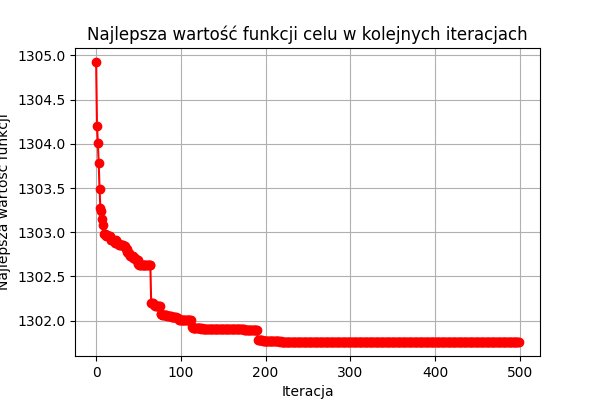 Najlepsza wartość funkcji celu w kolejnych iteracjach
Najlepsza wartość funkcji
1305.0
1304.5
1304.0
1303.5
1303.0
1302.5
1302.0
0 100 200 300 400 500
Iteracja